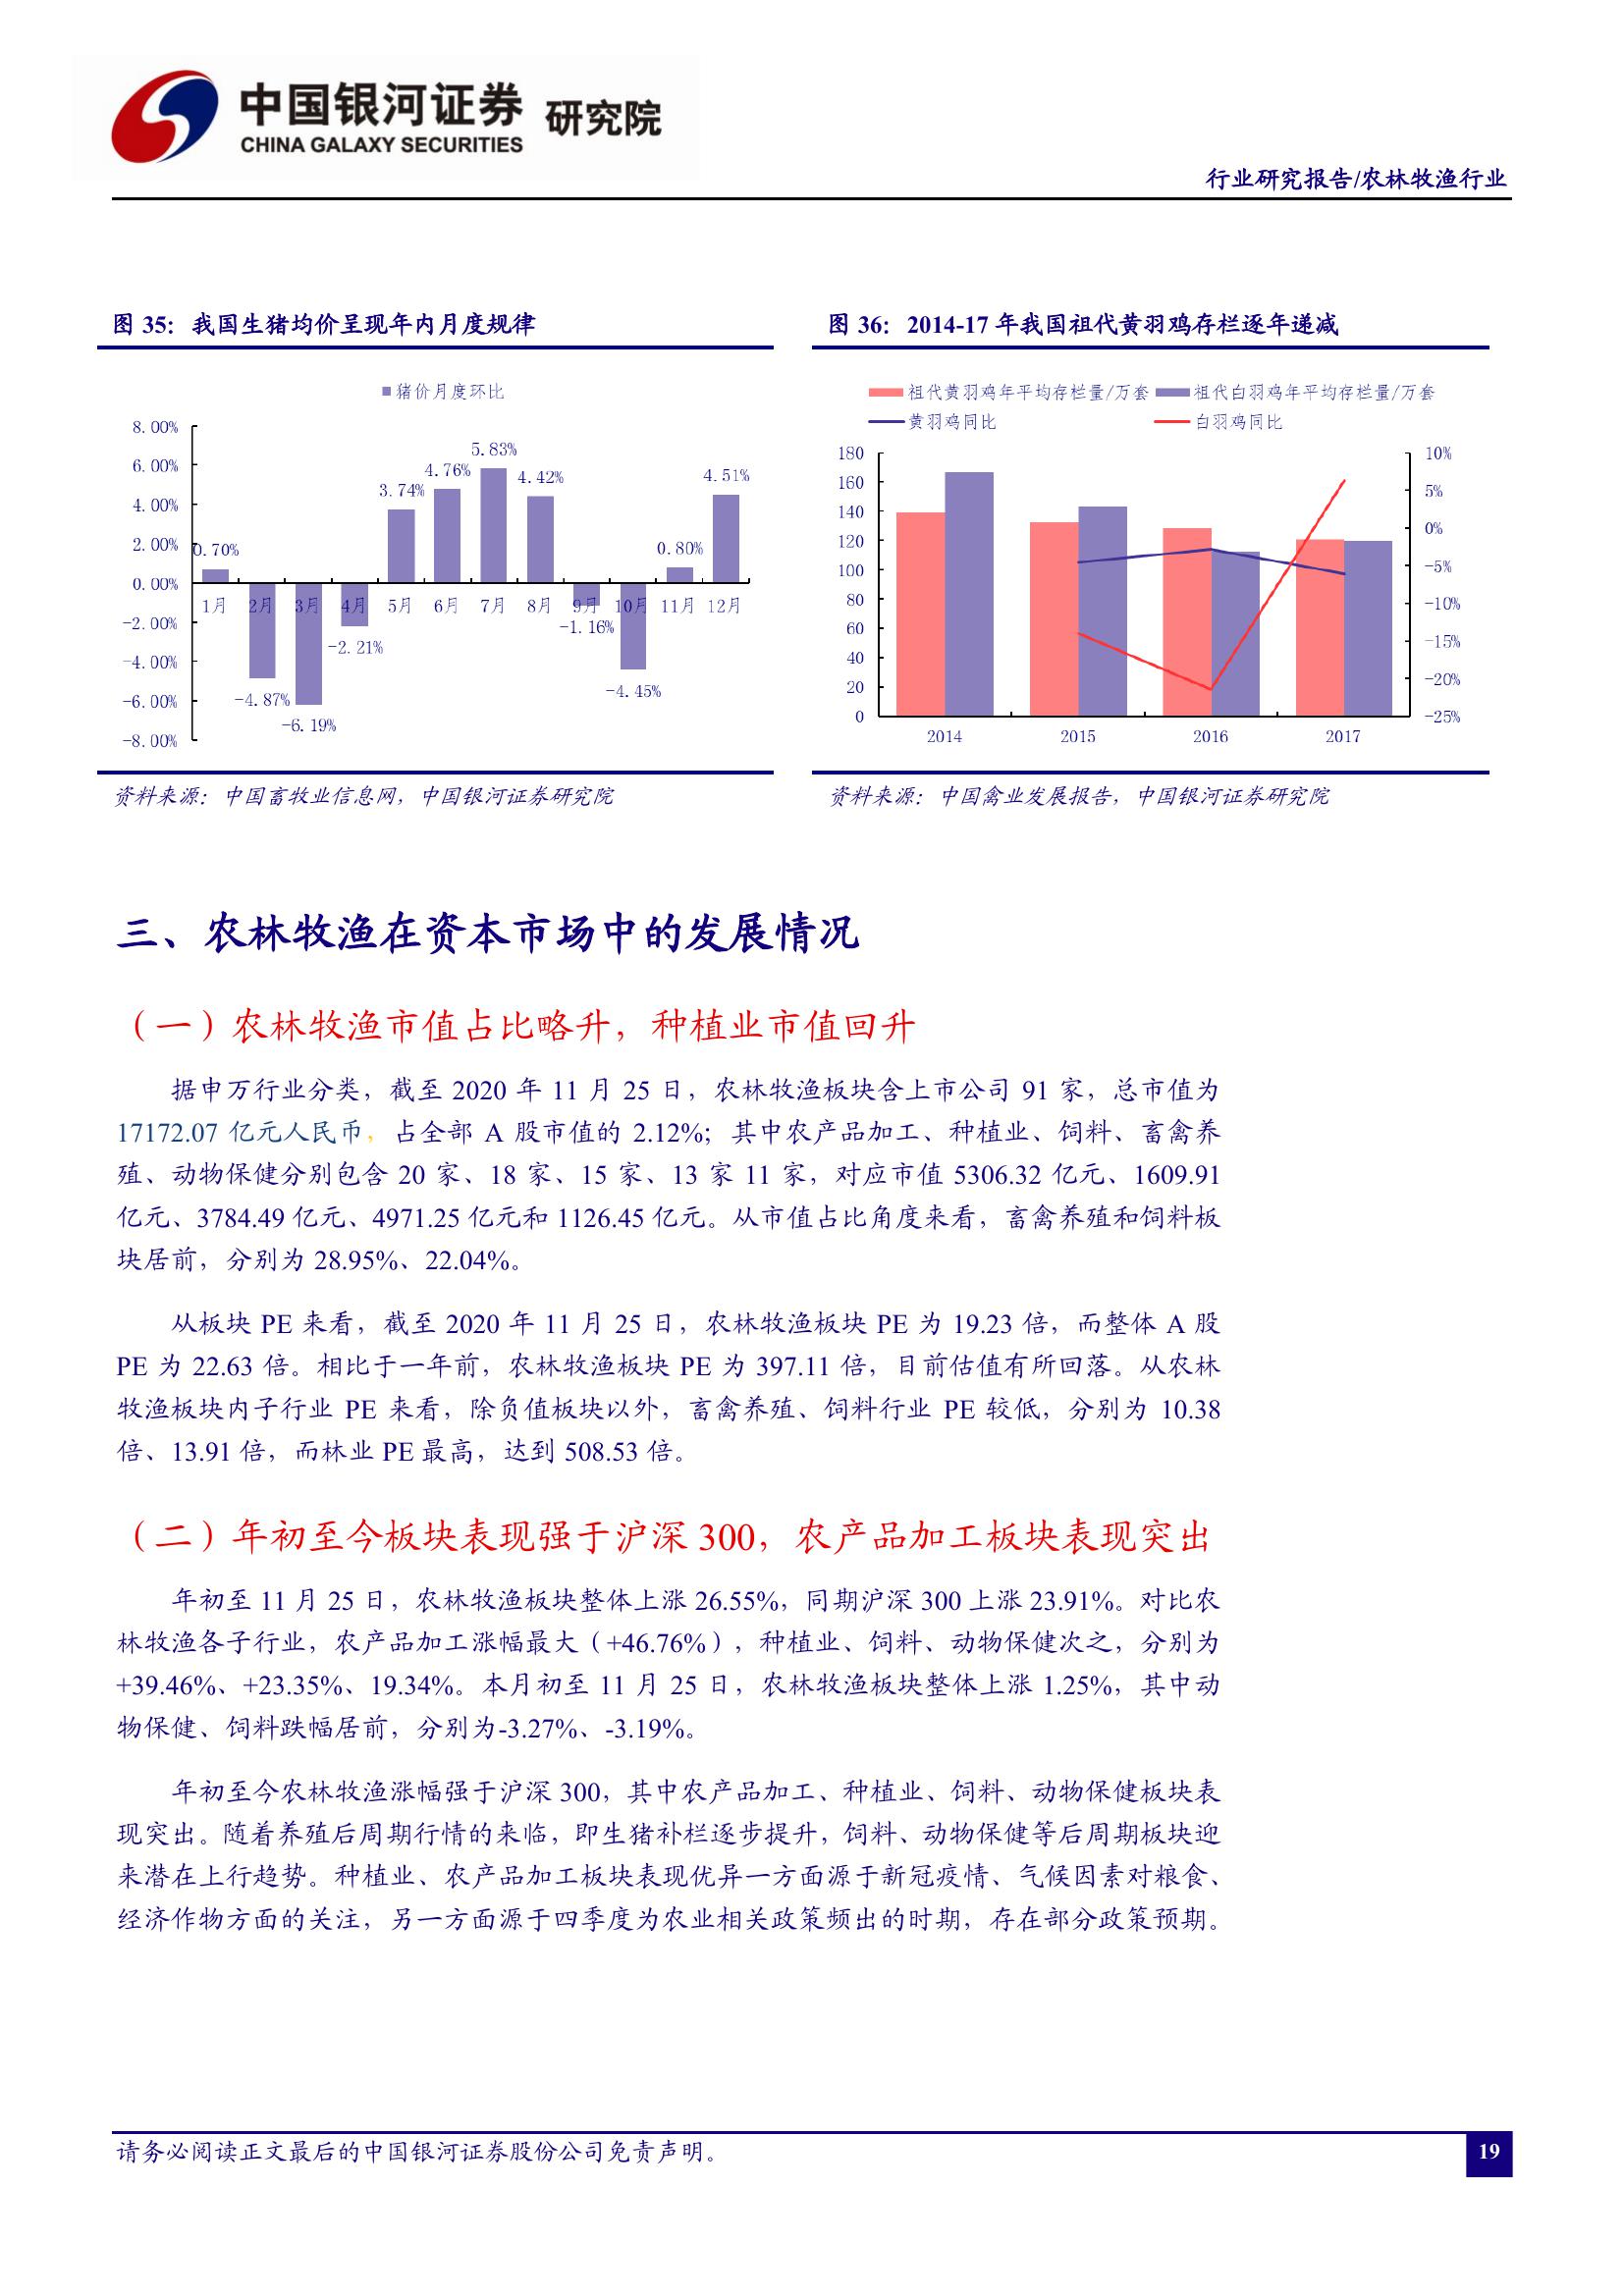 中国银河证券 研究院
CHINA GALAXY SECURITIES
行业研究报告/农林牧渔行业
图 35：我国生猪均价呈现年内月度规律
猪价月度环比
8.00%
6.00%
4.00%
2.00%
0.00%
-2.00%
-4.00%
-6.00%
-8.00%
0.70%
-4.87%
-6.19%
-2.21%
3.74%
4.76%
5.83%
4.42%
-1.16%
-4.45%
0.80%
4.51%
1月 2月 3月 4月 5月 6月 7月 8月 9月 10月 11月 12月
资料来源：中国畜牧业信息网，中国银河证券研究院
图 36：2014-17 年我国祖代黄羽鸡存栏逐年递减
祖代黄羽鸡年平均存栏量/万套 祖代白羽鸡年平均存栏量/万套
黄羽鸡同比 白羽鸡同比
180
160
140
120
100
80
60
40
20
0
10%
5%
0%
-5%
-10%
-15%
-20%
-25%
2014 2015 2016 2017
资料来源：中国禽业发展报告，中国银河证券研究院
三、农林牧渔在资本市场中的发展情况
（一）农林牧渔市值占比略升，种植业市值回升
据申万行业分类，截至 2020 年 11 月 25 日，农林牧渔板块含上市公司 91 家，总市值为
17172.07 亿元人民币，占全部 A 股市值的 2.12%；其中农产品加工、种植业、饲料、畜禽养
殖、动物保健分别包含 20 家、18 家、15 家、13 家 11 家，对应市值 5306.32 亿元、1609.91
亿元、3784.49 亿元、4971.25 亿元和 1126.45 亿元。从市值占比角度来看，畜禽养殖和饲料板
块居前，分别为 28.95%、22.04%。
从板块 PE 来看，截至 2020 年 11 月 25 日，农林牧渔板块 PE 为 19.23 倍，而整体 A 股
PE 为 22.63 倍。相比于一年前，农林牧渔板块 PE 为 397.11 倍，目前估值有所回落。从农林
牧渔板块内子行业 PE 来看，除负值板块以外，畜禽养殖、饲料行业 PE 较低，分别为 10.38
倍、13.91 倍，而林业 PE 最高，达到 508.53 倍。
（二）年初至今板块表现强于沪深 300，农产品加工板块表现突出
年初至 11 月 25 日，农林牧渔板块整体上涨 26.55%，同期沪深 300 上涨 23.91%。对比农
林牧渔各子行业，农产品加工涨幅最大（+46.76%），种植业、饲料、动物保健次之，分别为
+39.46%、+23.35%、19.34%。本月初至 11 月 25 日，农林牧渔板块整体上涨 1.25%，其中动
物保健、饲料跌幅居前，分别为-3.27%、-3.19%。
年初至今农林牧渔涨幅强于沪深 300，其中农产品加工、种植业、饲料、动物保健板块表
现突出。随着养殖后周期行情的来临，即生猪补栏逐步提升，饲料、动物保健等后周期板块迎
来潜在上行趋势。种植业、农产品加工板块表现优异一方面源于新冠疫情、气候因素对粮食、
经济作物方面的关注，另一方面源于四季度为农业相关政策频出的时期，存在部分政策预期。
请务必阅读正文最后的中国银河证券股份公司免责声明。
19